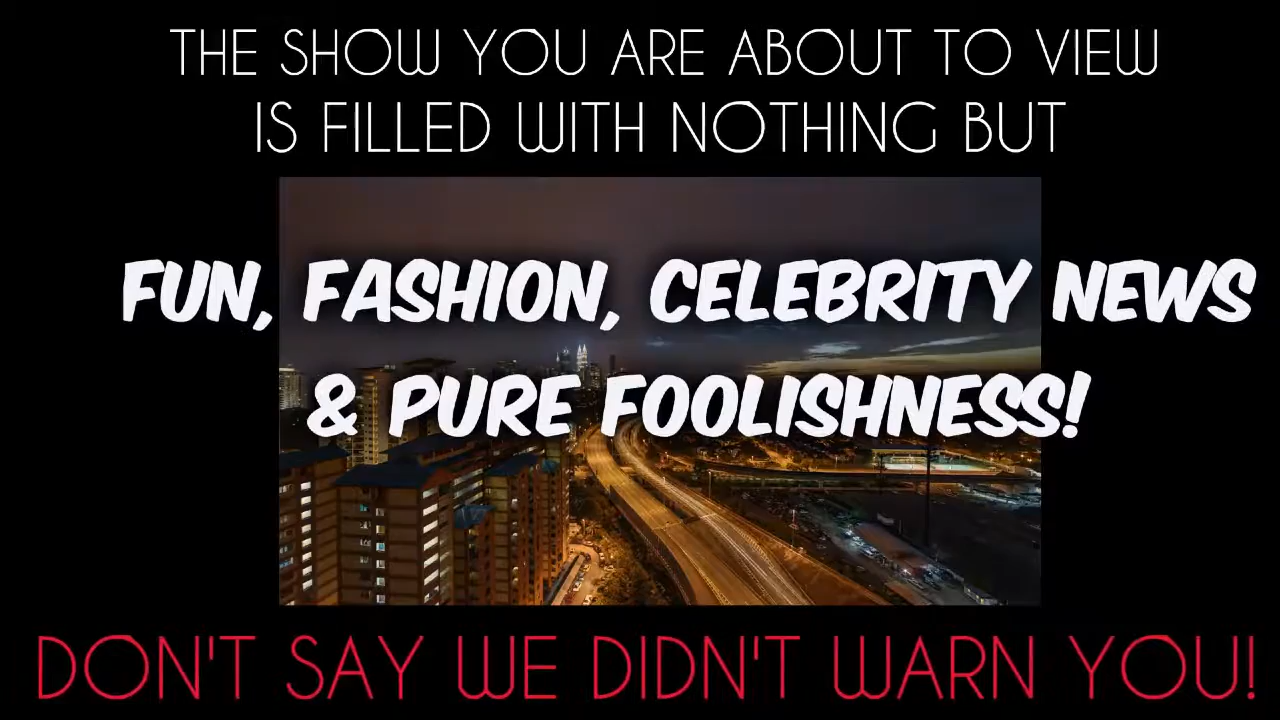 THE SHOW YOU ARE ABOUT TO VIEW
IS FILLED WITH NOTHING BUT
FUN, FASHION, CELEBRITY NEWS
& PURE FOOLISHNESS!
DON'T SAY WE DIDN'T WARN YOU!